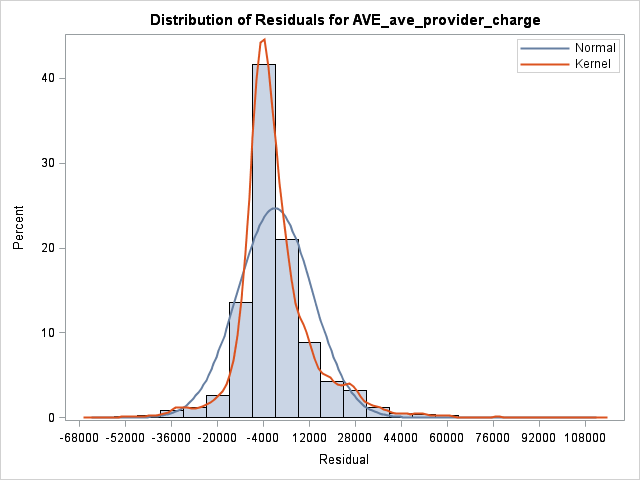 Distribution of Residuals for AVE_ave_provider_charge
Normal
Kernel
40
30
20
10
0
Percent
-68000 -52000 -36000 -20000 -4000 12000 28000 44000 60000 76000 92000 108000
Residual